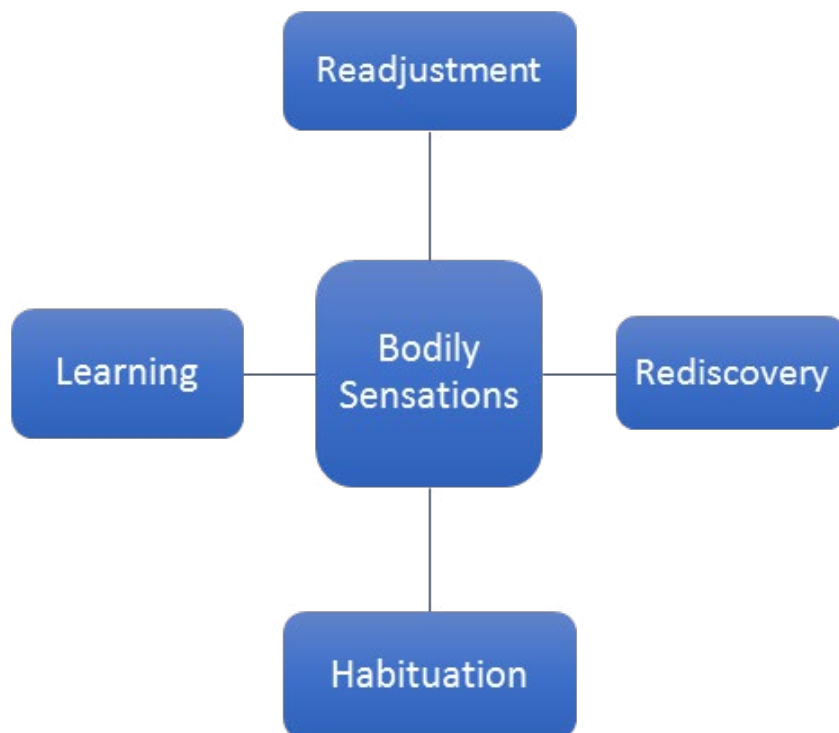 Readjustment
Learning
Bodily
Sensations
Rediscovery
Habituation